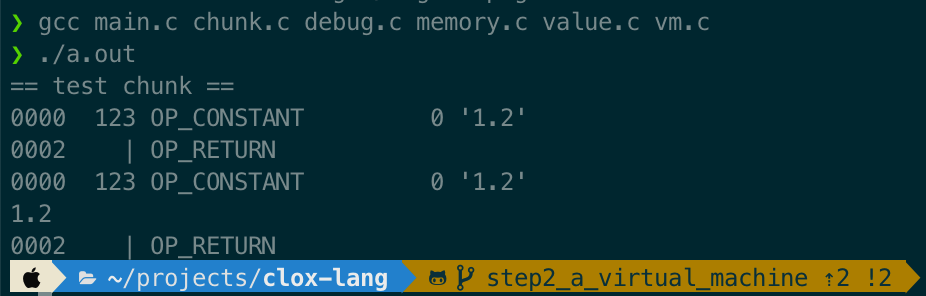 ❯ gcc main.c chunk.c debug.c memory.c value.c vm.c
❯ ./a.out
== test chunk ==
0000  123 OP_CONSTANT         0 '1.2'
0002    | OP_RETURN
0000  123 OP_CONSTANT         0 '1.2'
1.2
0002    | OP_RETURN
~/projects/clox-lang step2_a_virtual_machine ⇡2 !2